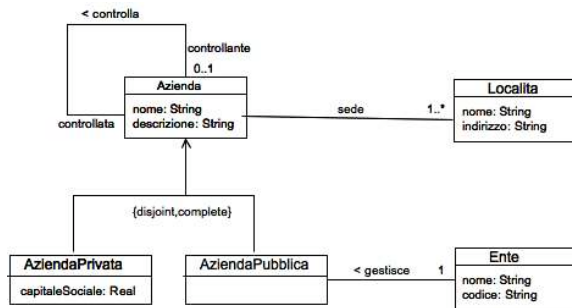 < controlla
controllante
0..1
Azienda
nome: String
descrizione: String
controllata
sede
1..*
Localita
nome: String
indirizzo: String
{disjoint,complete}
AziendaPrivata
capitaleSociale: Real
AziendaPubblica
< gestisce
1
Ente
nome: String
codice: String